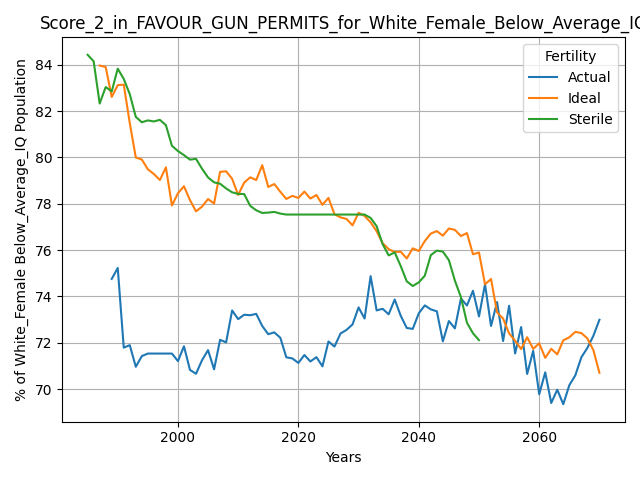 Score_2_in_FAVOUR_GUN_PERMITS_for_White_Female_Below_Average_IQ
Fertility
Actual
Ideal
Sterile
% of White_Female Below_Average_IQ Population
84
82
80
78
76
74
72
70
2000
2020
2040
2060
Years